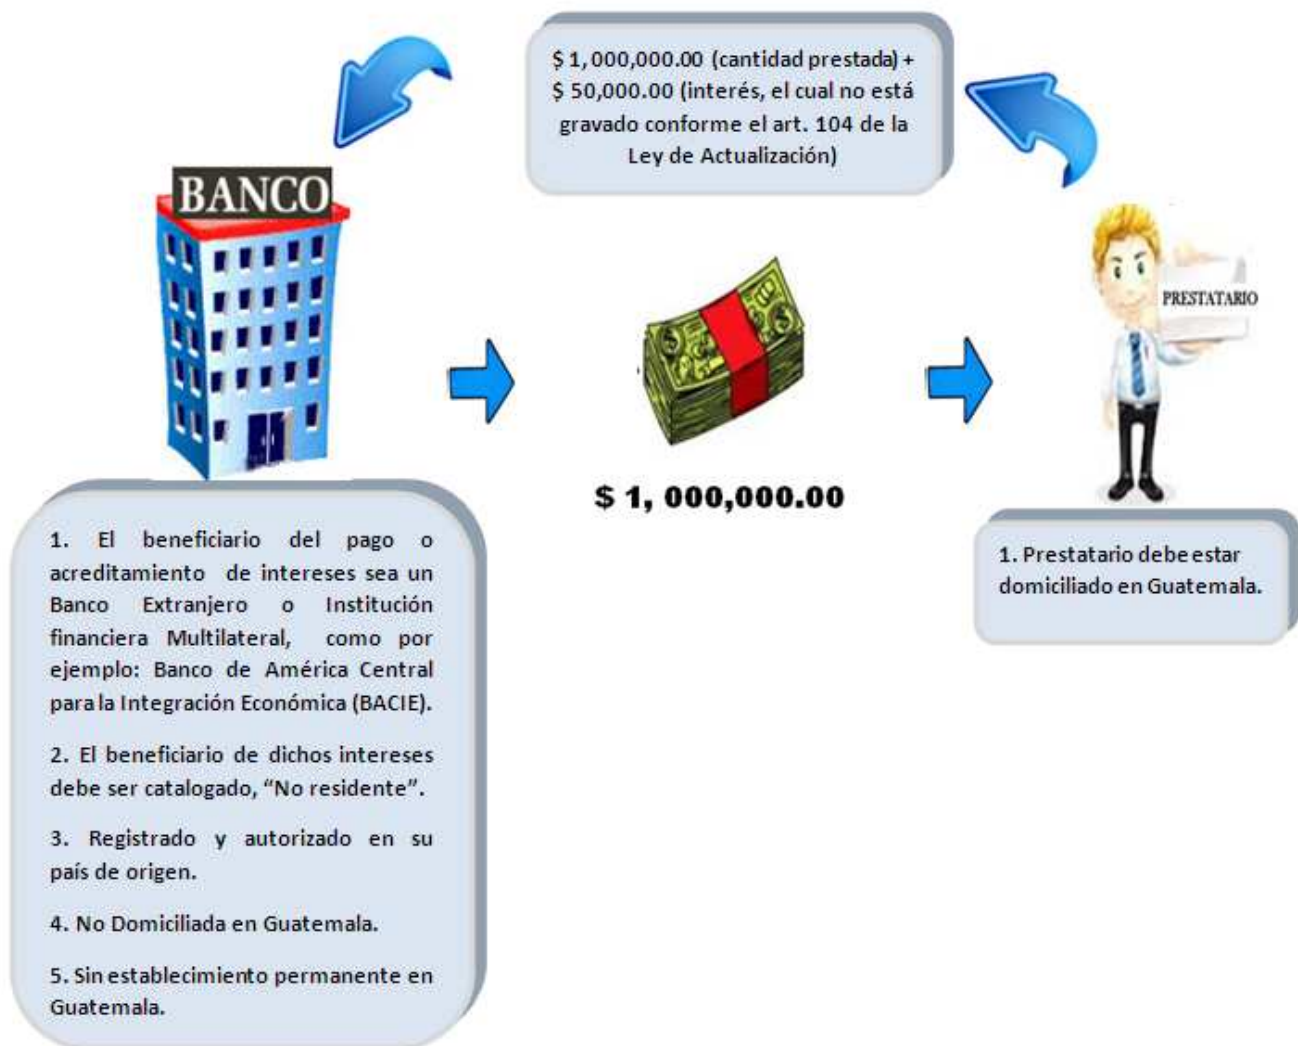 $ 1, 000,000.00 (cantidad prestada) +
$ 50,000.00 (interés, el cual no está
gravado conforme el art. 104 de la
Ley de Actualización)
BANCO
PRESTATARIO
$ 1, 000,000.00
1. El beneficiario del pago o
acreditamiento de intereses sea un
Banco Extranjero o Institución
financiera Multilateral, como por
ejemplo: Banco de América Central
para la Integración Económica (BACIE).
2. El beneficiario de dichos intereses
debe ser catalogado, “No residente”.
3. Registrado y autorizado en su
país de origen.
4. No Domiciliada en Guatemala.
5. Sin establecimiento permanente en
Guatemala.
1. Prestatario debe estar
domiciliado en Guatemala.